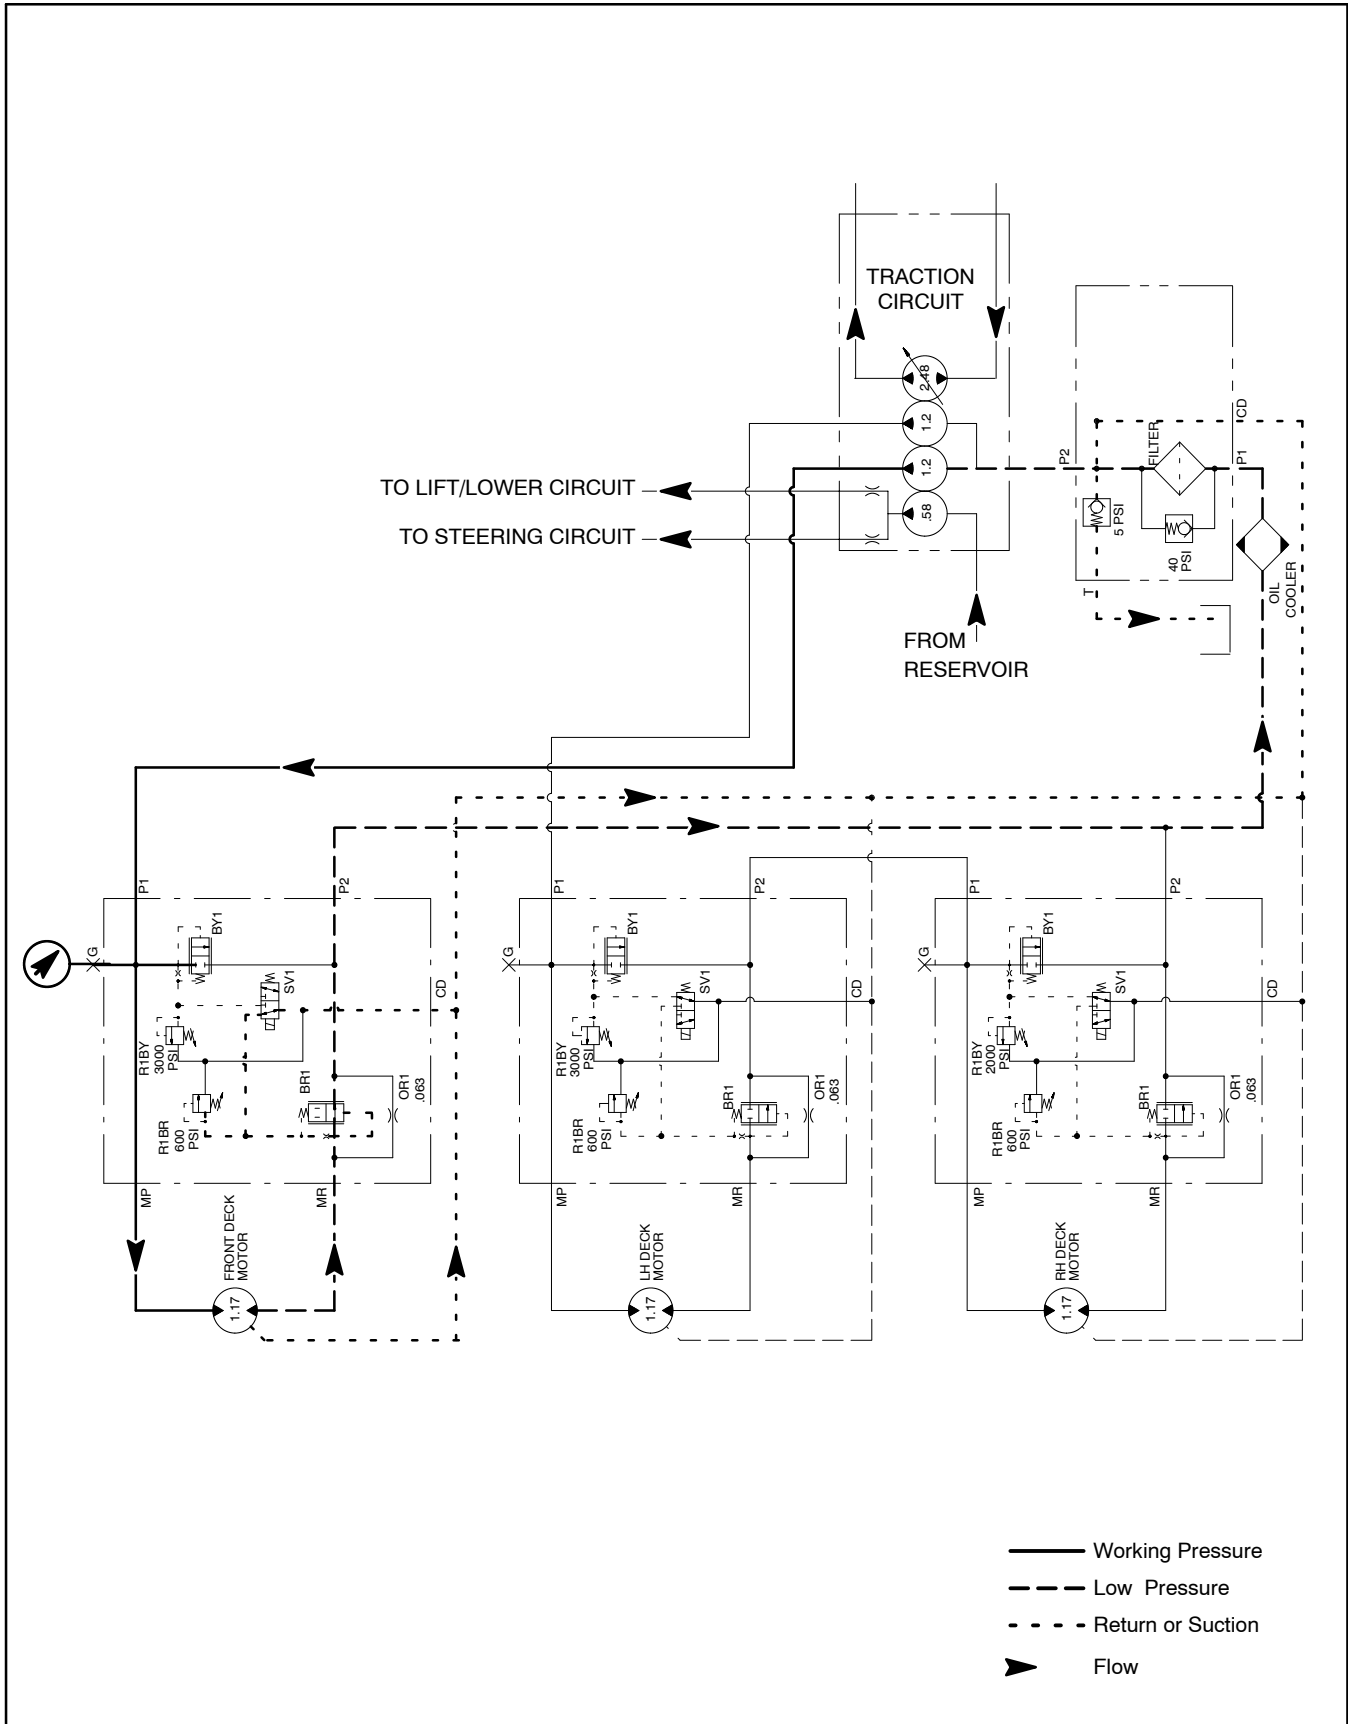 TRACTION
CIRCUIT
2.48
1.2
1.2
.58
TO LIFT/LOWER CIRCUIT
TO STEERING CIRCUIT
FROM
RESERVOIR
P2
FILTER
CD
P1
5 PSI
40
PSI
T
OIL
COOLER
P1
P2
G
BY1
SV1
CD
R1BY
3000
PSI
BR1
OR1
.063
R1BR
600
PSI
MP
MR
FRONT DECK
MOTOR
1.17
P1
P2
G
BY1
SV1
CD
R1BY
3000
PSI
BR1
OR1
.063
R1BR
600
PSI
MP
MR
LH DECK
MOTOR
1.17
P1
P2
G
BY1
SV1
CD
R1BY
2000
PSI
BR1
OR1
.063
R1BR
600
PSI
MP
MR
RH DECK
MOTOR
1.17
Working Pressure
Low Pressure
Return or Suction
Flow